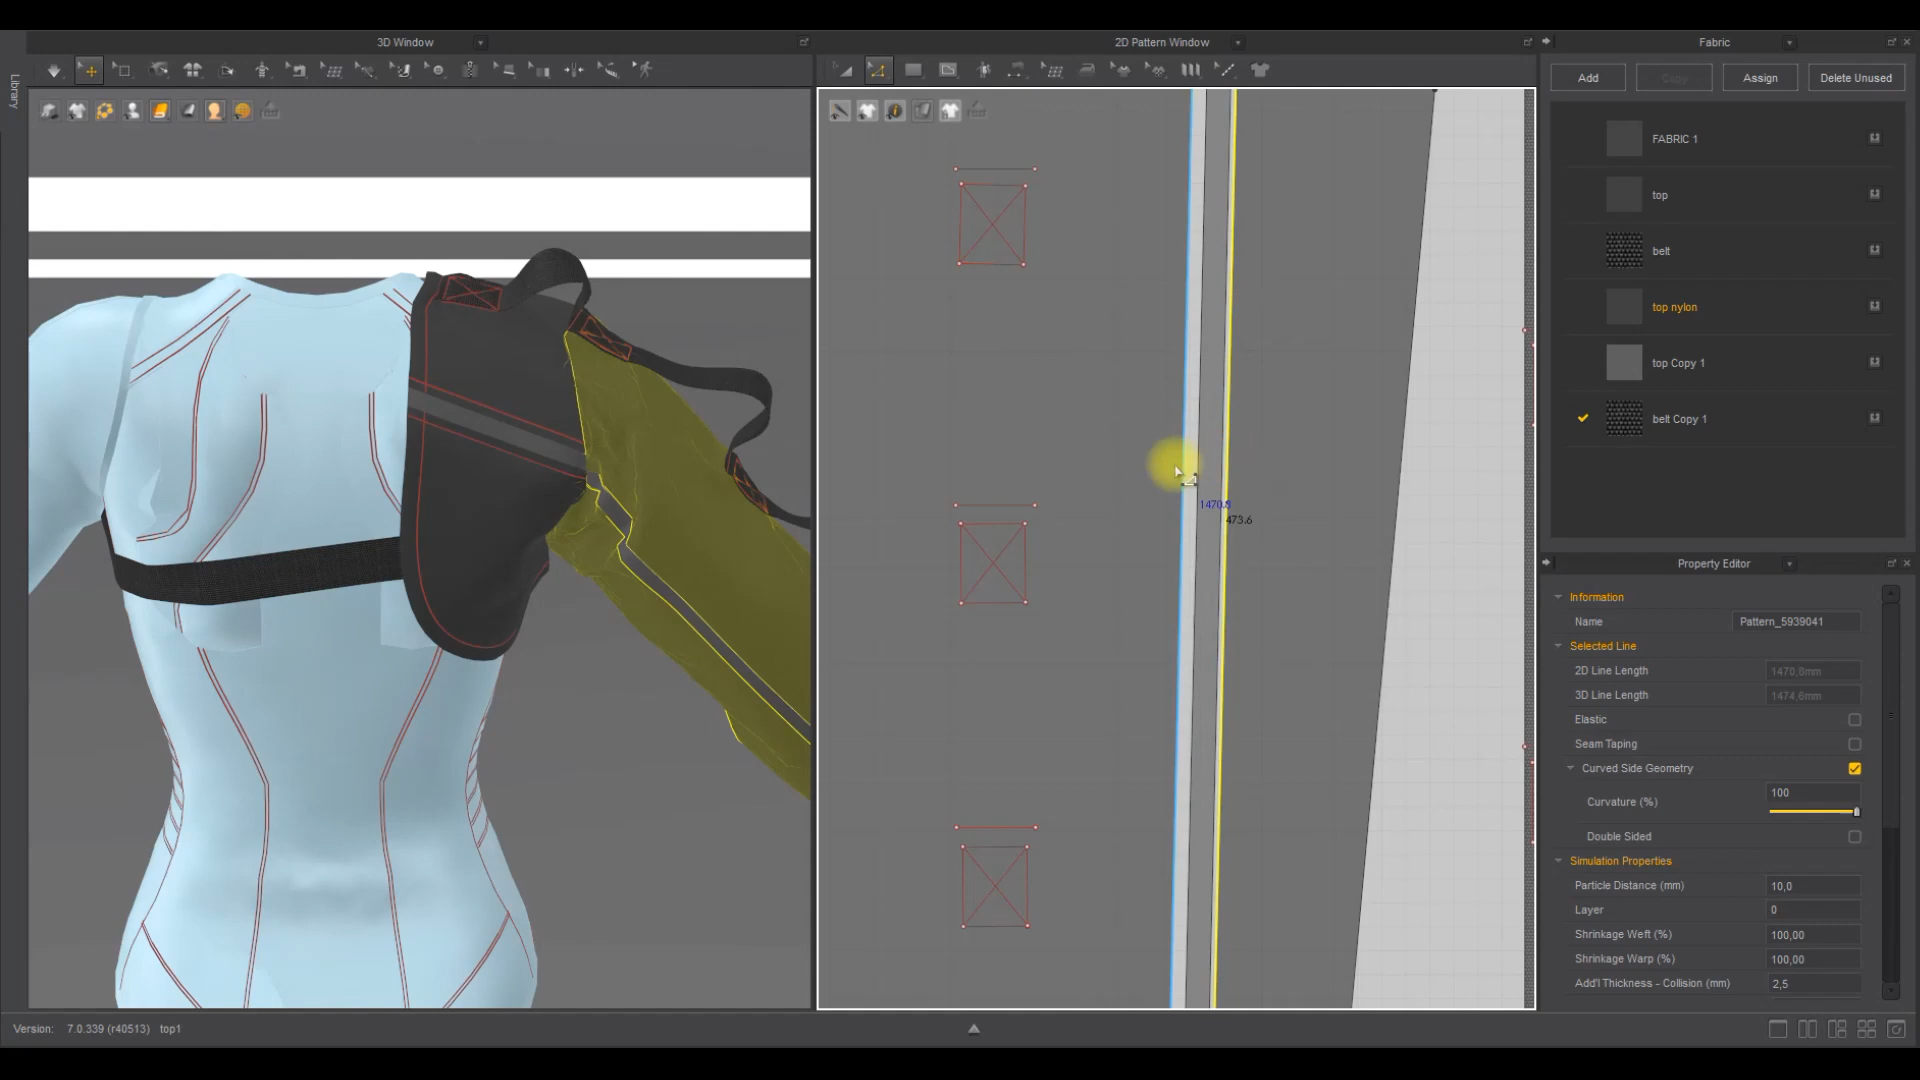 3D Window
2D Pattern Window
Fabric
Library
Add
Copy
Assign
Delete Unused
FABRIC 1
top
belt
top nylon
top Copy 1
belt Copy 1
1470.8
473.6
Property Editor
Information
Name
Pattern_5939041
Selected Line
2D Line Length
1470,8mm
3D Line Length
1474,6mm
Elastic
Seam Taping
Curved Side Geometry
Curvature (%)
100
Double Sided
Simulation Properties
Particle Distance (mm)
10,0
Layer
0
Shrinkage Weft (%)
100,00
Shrinkage Warp (%)
100,00
Add'l Thickness - Collision (mm)
2,5
Version: 7.0.339 (r40513) top1